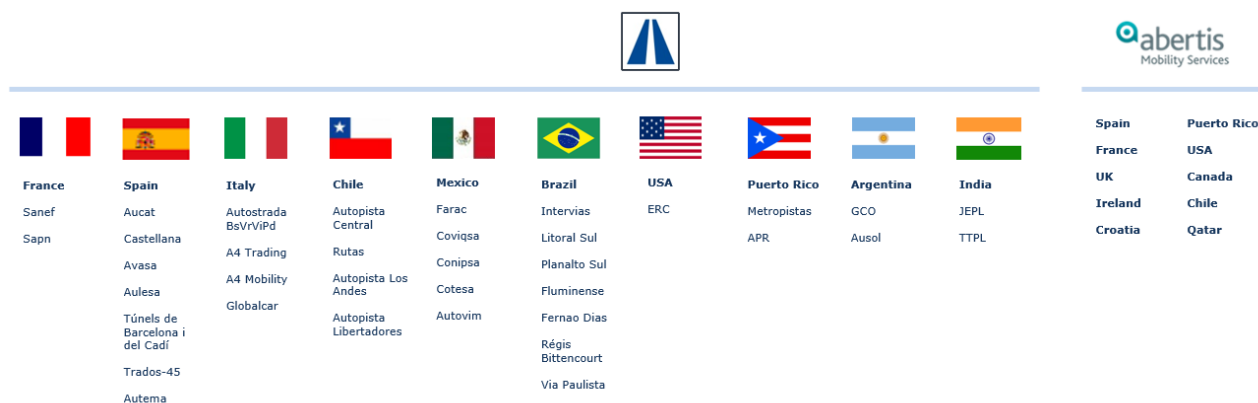 abertis
Mobility Services
France
Sanef
Sapn
Spain
Aucat
Castellana
Avasa
Aulesa
Túnels de
Barcelona i
del Cadí
Trados-45
Autema
Italy
Autostrada
BsVrViPd
A4 Trading
A4 Mobility
Globalcar
Chile
Autopista
Central
Rutas
Autopista Los
Andes
Autopista
Libertadores
Mexico
Farac
Coviqsa
Conipsa
Cotesa
Autovim
Brazil
Intervias
Litoral Sul
Planalto Sul
Fluminense
Fernao Dias
Régis
Bittencourt
Via Paulista
USA
ERC
Puerto Rico
Metropistas
APR
Argentina
GCO
Ausol
India
JEPL
TTPL
Spain
France
UK
Ireland
Croatia
Puerto Rico
USA
Canada
Chile
Qatar